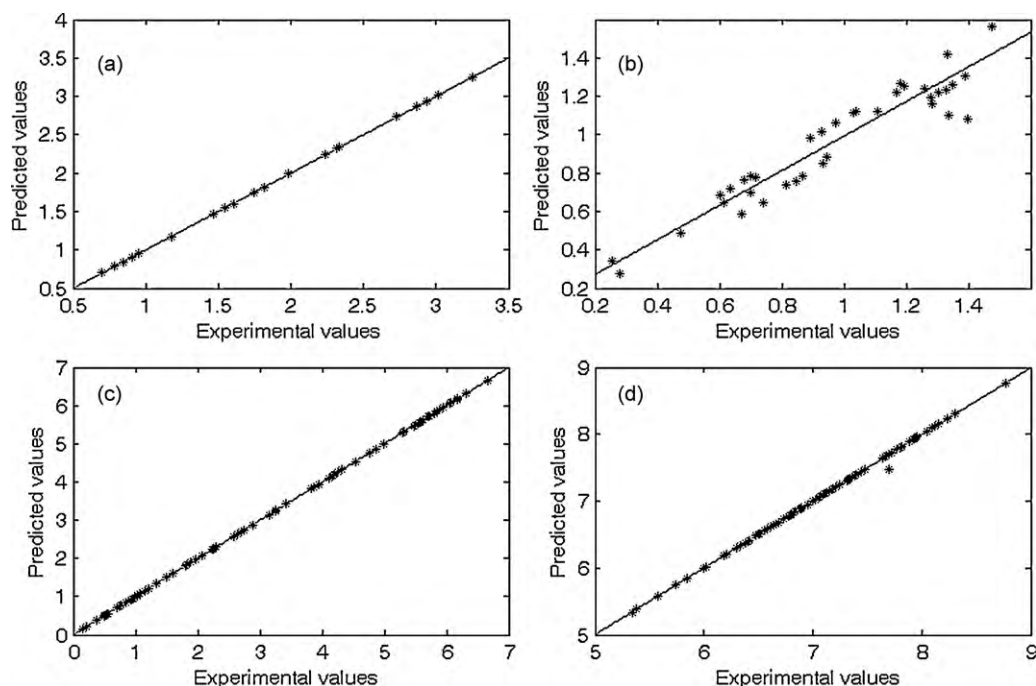 (a)
Predicted values
4
3.5
3
2.5
2
1.5
1
0.5
0.5 1 1.5 2 2.5 3 3.5
Experimental values
(b)
Predicted values
1.6
1.4
1.2
1
0.8
0.6
0.4
0.2
0.2 0.4 0.6 0.8 1 1.2 1.4
Experimental values
(c)
Predicted values
7
6
5
4
3
2
1
0
0 1 2 3 4 5 6 7
Experimental values
(d)
Predicted values
9
8
7
6
5
5 6 7 8 9
Experimental values